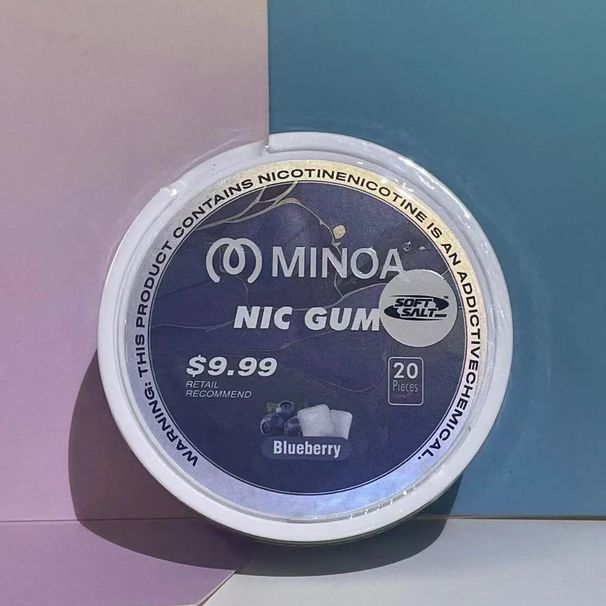 WARNING: THIS PRODUCT CONTAINS NICOTINENICOTINE IS AN ADDICTIVECHEMICAL.
MINOA
SOFT
SALT
NIC GUM
$9.99
RETAIL
RECOMMEND
20
Pieces
Blueberry